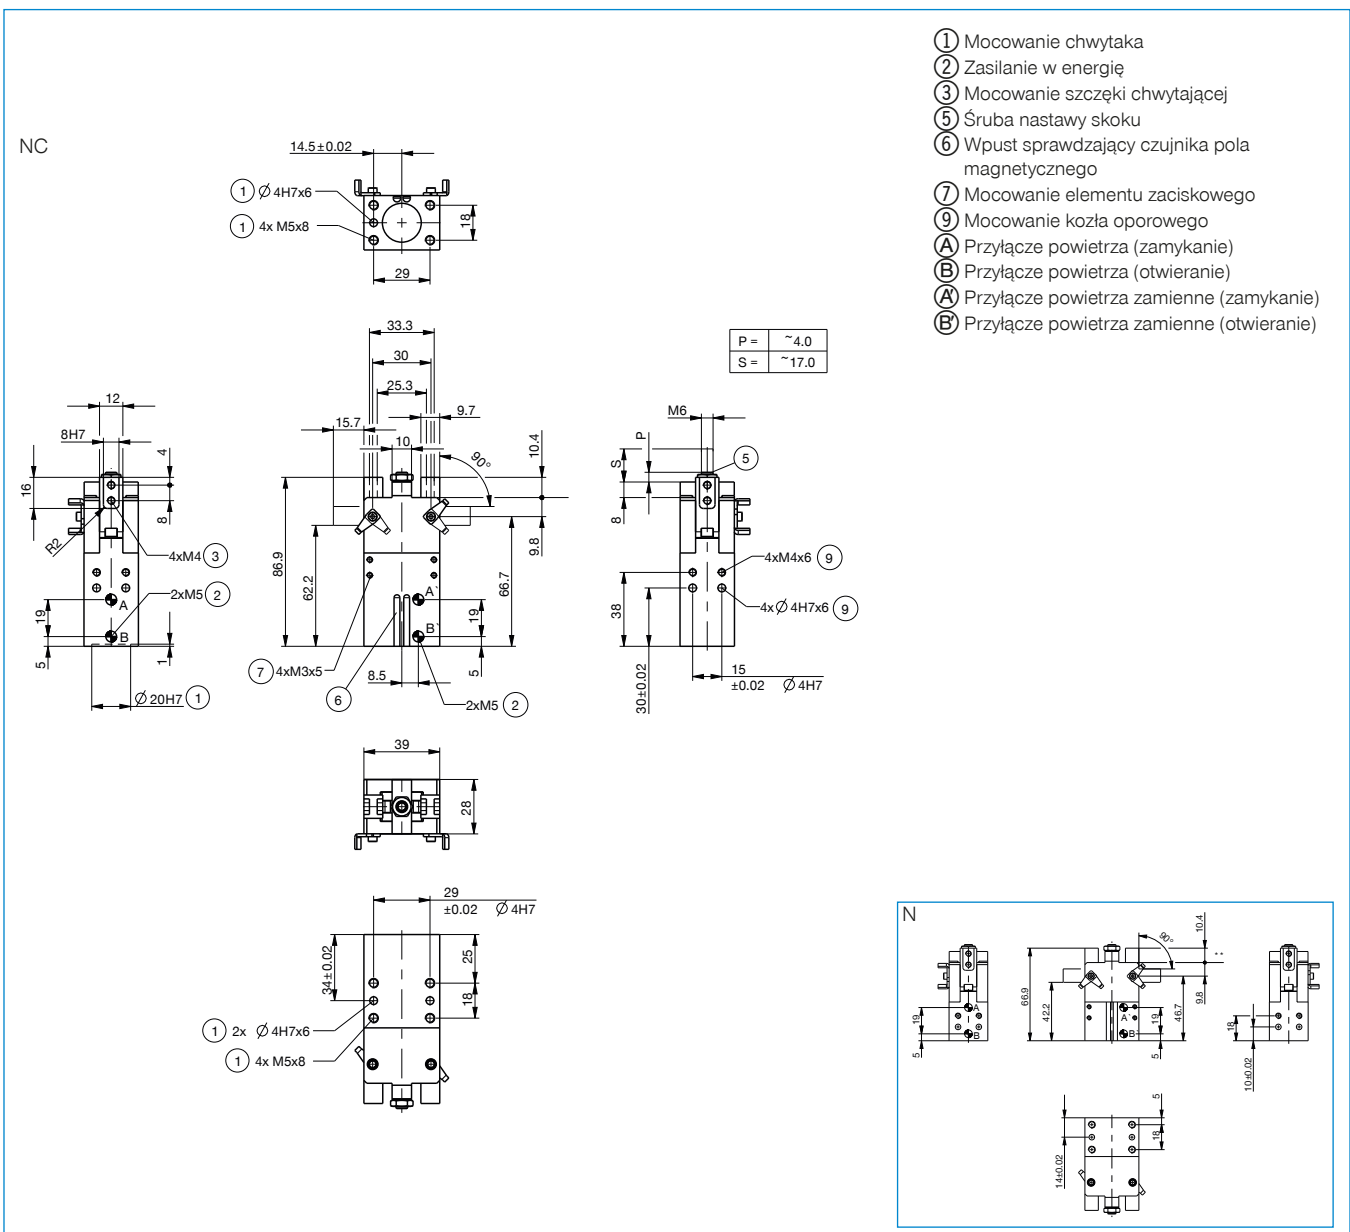 ① Mocowanie chwytaka
② Zasilanie w energię
③ Mocowanie szczęki chwytającej
⑤ Śruba nastawy skoku
⑥ Wpust sprawdzający czujnika pola
magnetycznego
⑦ Mocowanie elementu zaciskowego
⑨ Mocowanie kozła oporowego
Ⓐ Przyłącze powietrza (zamykanie)
Ⓑ Przyłącze powietrza (otwieranie)
A' Przyłącze powietrza zamienne (zamykanie)
B' Przyłącze powietrza zamienne (otwieranie)
NC
14.5±0.02
① Ø 4H7x6
① 4x M5x8
18
29
P = ~4.0
S = ~17.0
12
8H7
4
16
8
R2
4xM4 ③
2xM5 ②
A
B
19
5
1
Ø 20H7 ①
33.3
30
25.3
9.7
15.7
10
90°
10.4
9.8
86.9
62.2
66.7
A`
B`
19
5
⑦ 4xM3x5
⑥
8.5
2xM5 ②
M6
P
S
8
⑤
4xM4x6 ⑨
4xØ 4H7x6 ⑨
38
30±0.02
15
±0.02 Ø 4H7
39
28
29
±0.02 Ø 4H7
34±0.02
25
18
① 2x Ø 4H7x6
① 4x M5x8
N
19
5
A
B
66.9
42.2
90°
10.4
**
9.8
46.7
19
5
A`
B`
18
10±0.02
5
18
14±0.02